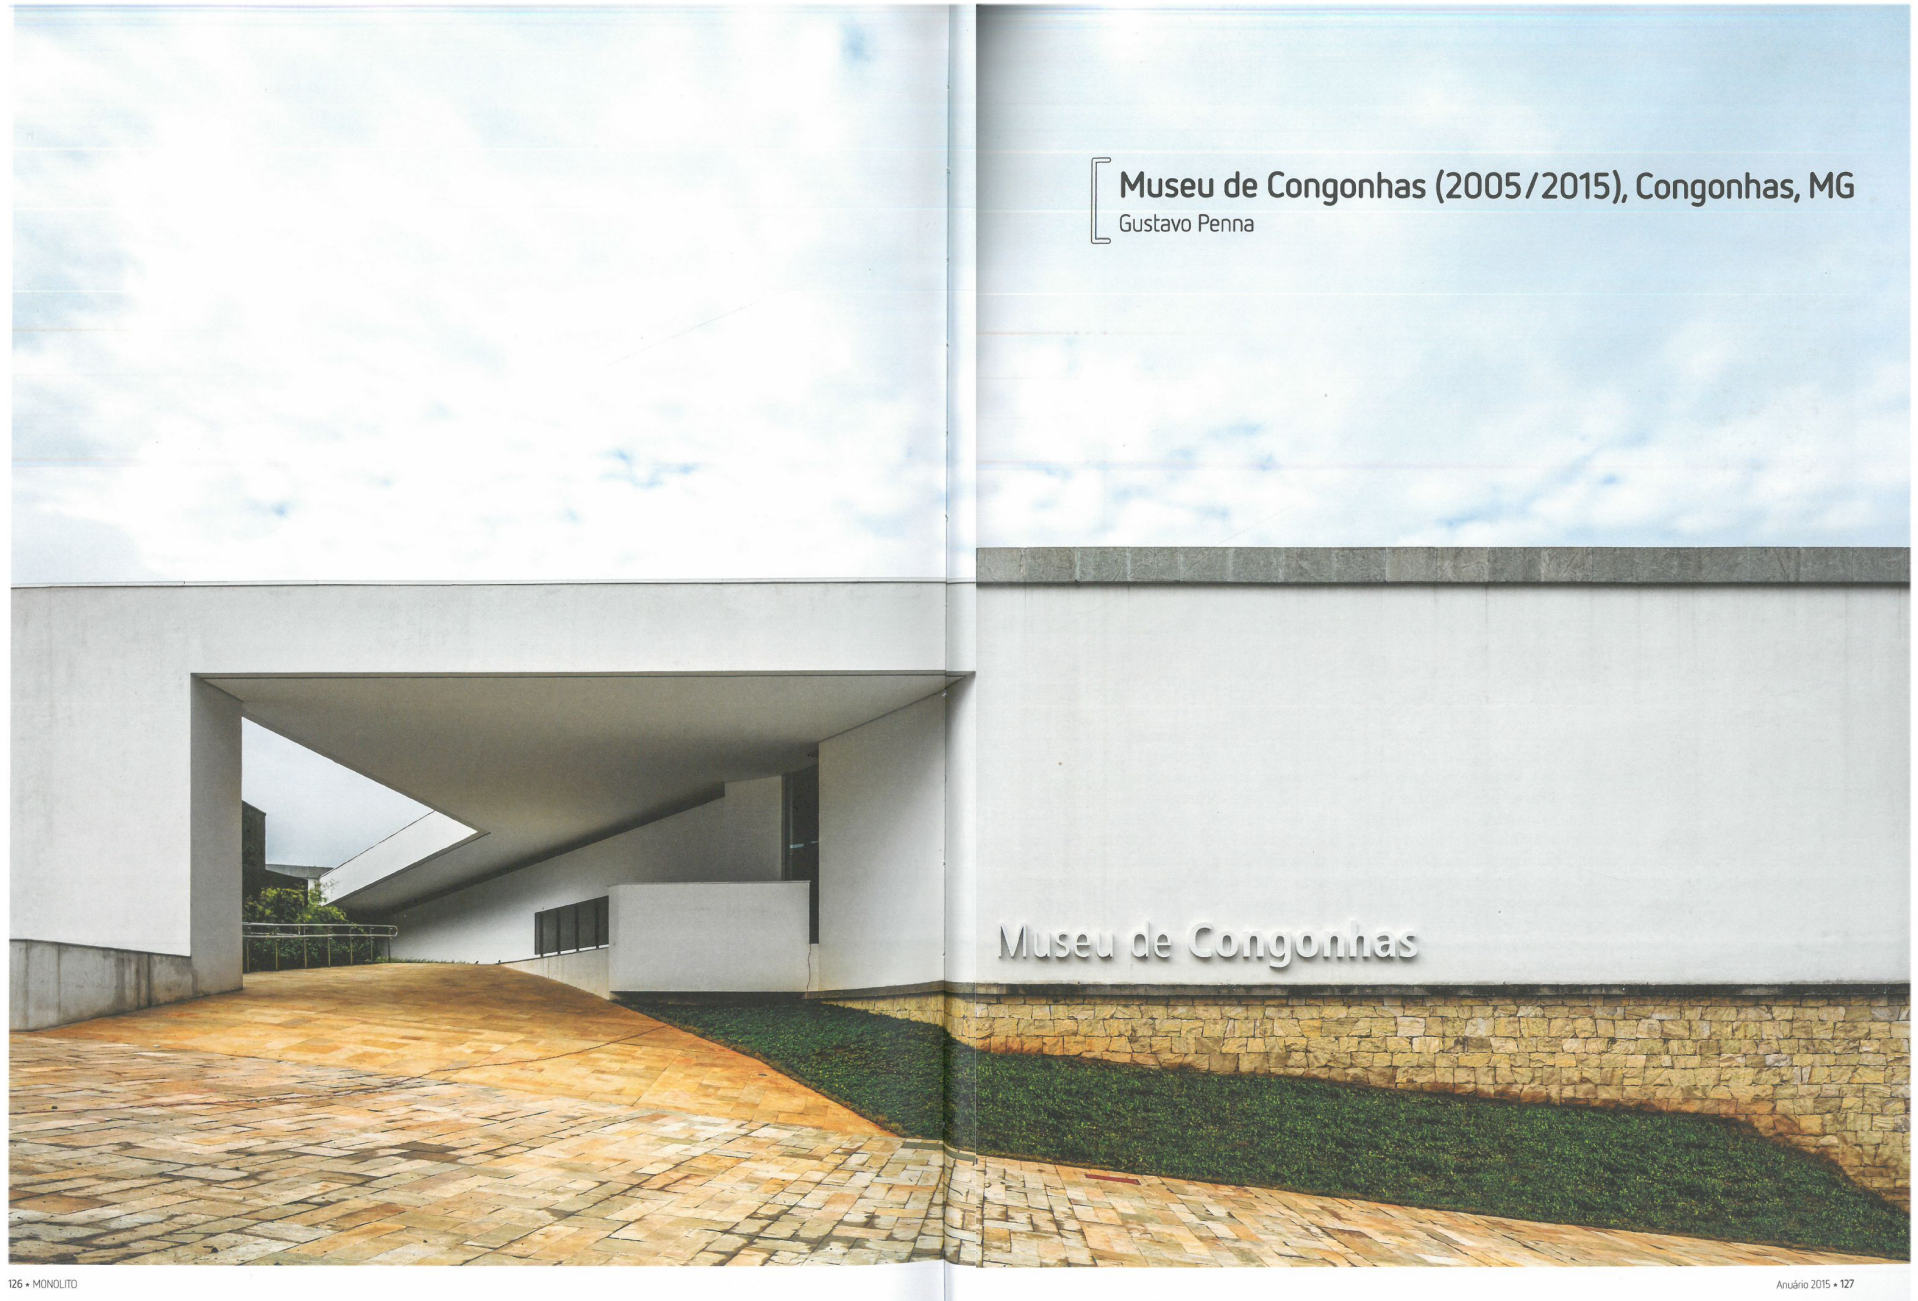 Museu de Congonhas (2005/2015), Congonhas, MG
Gustavo Penna
Museu de Congonhas
126 ★ MONOLITO
Anuário 2015 ★ 127